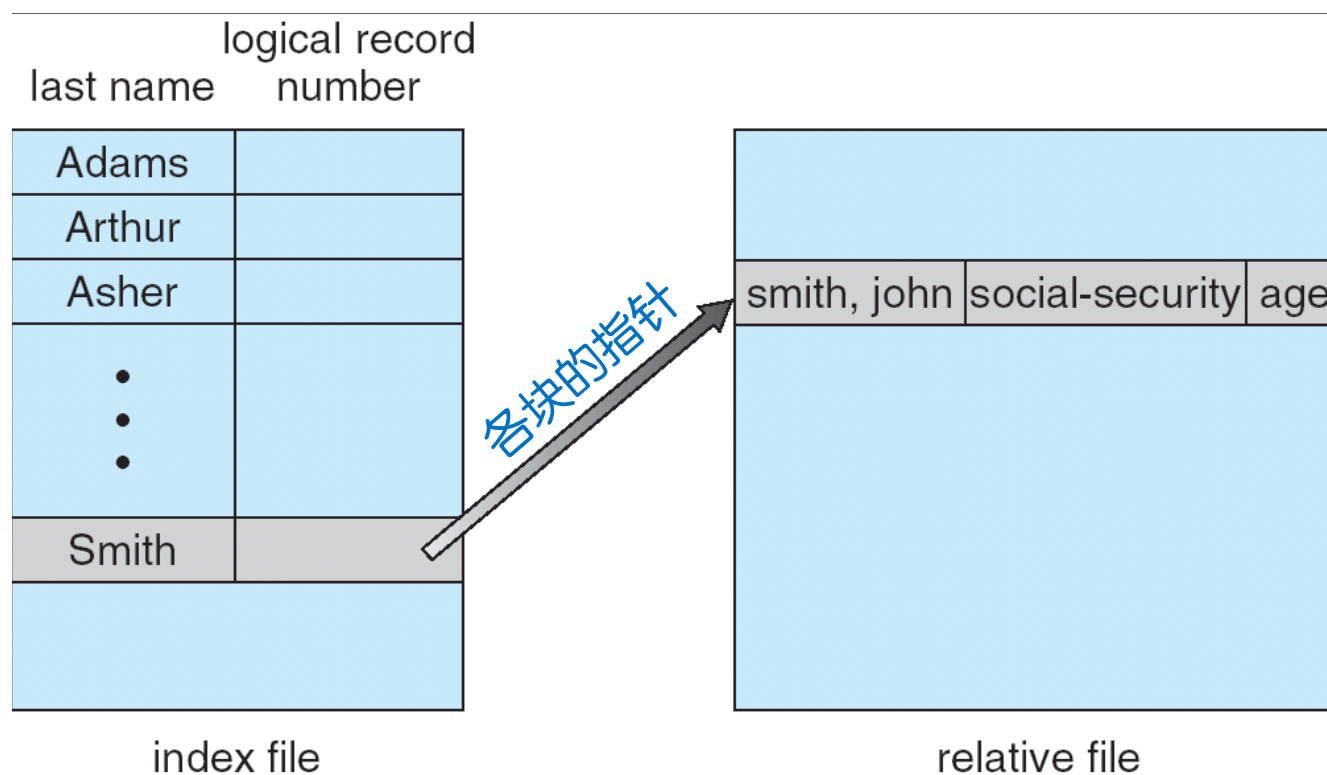 logical record
last name number
Adams
Arthur
Asher
Smith
各块的指针
smith, john social-security age
index file
relative file